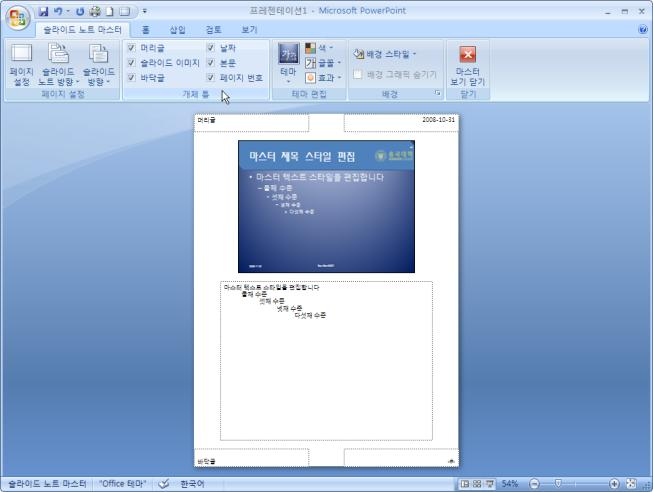 프레젠테이션1 - Microsoft PowerPoint
슬라이드 노트 마스터 홈 삽입 검토 보기
페이지 설정
슬라이드 노트 방향
슬라이드 방향
페이지 설정
머리글 날짜
슬라이드 이미지 본문
바닥글 페이지 번호
개체 틀
테마
색
글꼴
효과
테마 편집
배경 스타일
배경 그래픽 숨기기
배경
마스터 보기 닫기
닫기
머리글 2008-10-31
마스터 제목 스타일 편집
• 마스터 텍스트 스타일을 편집합니다
– 둘째 수준
• 셋째 수준
– 넷째 수준
• 다섯째 수준
마스터 텍스트 스타일을 편집합니다
둘째 수준
셋째 수준
넷째 수준
다섯째 수준
바닥글 ‹#›
슬라이드 노트 마스터 "Office 테마" 한국어 54%